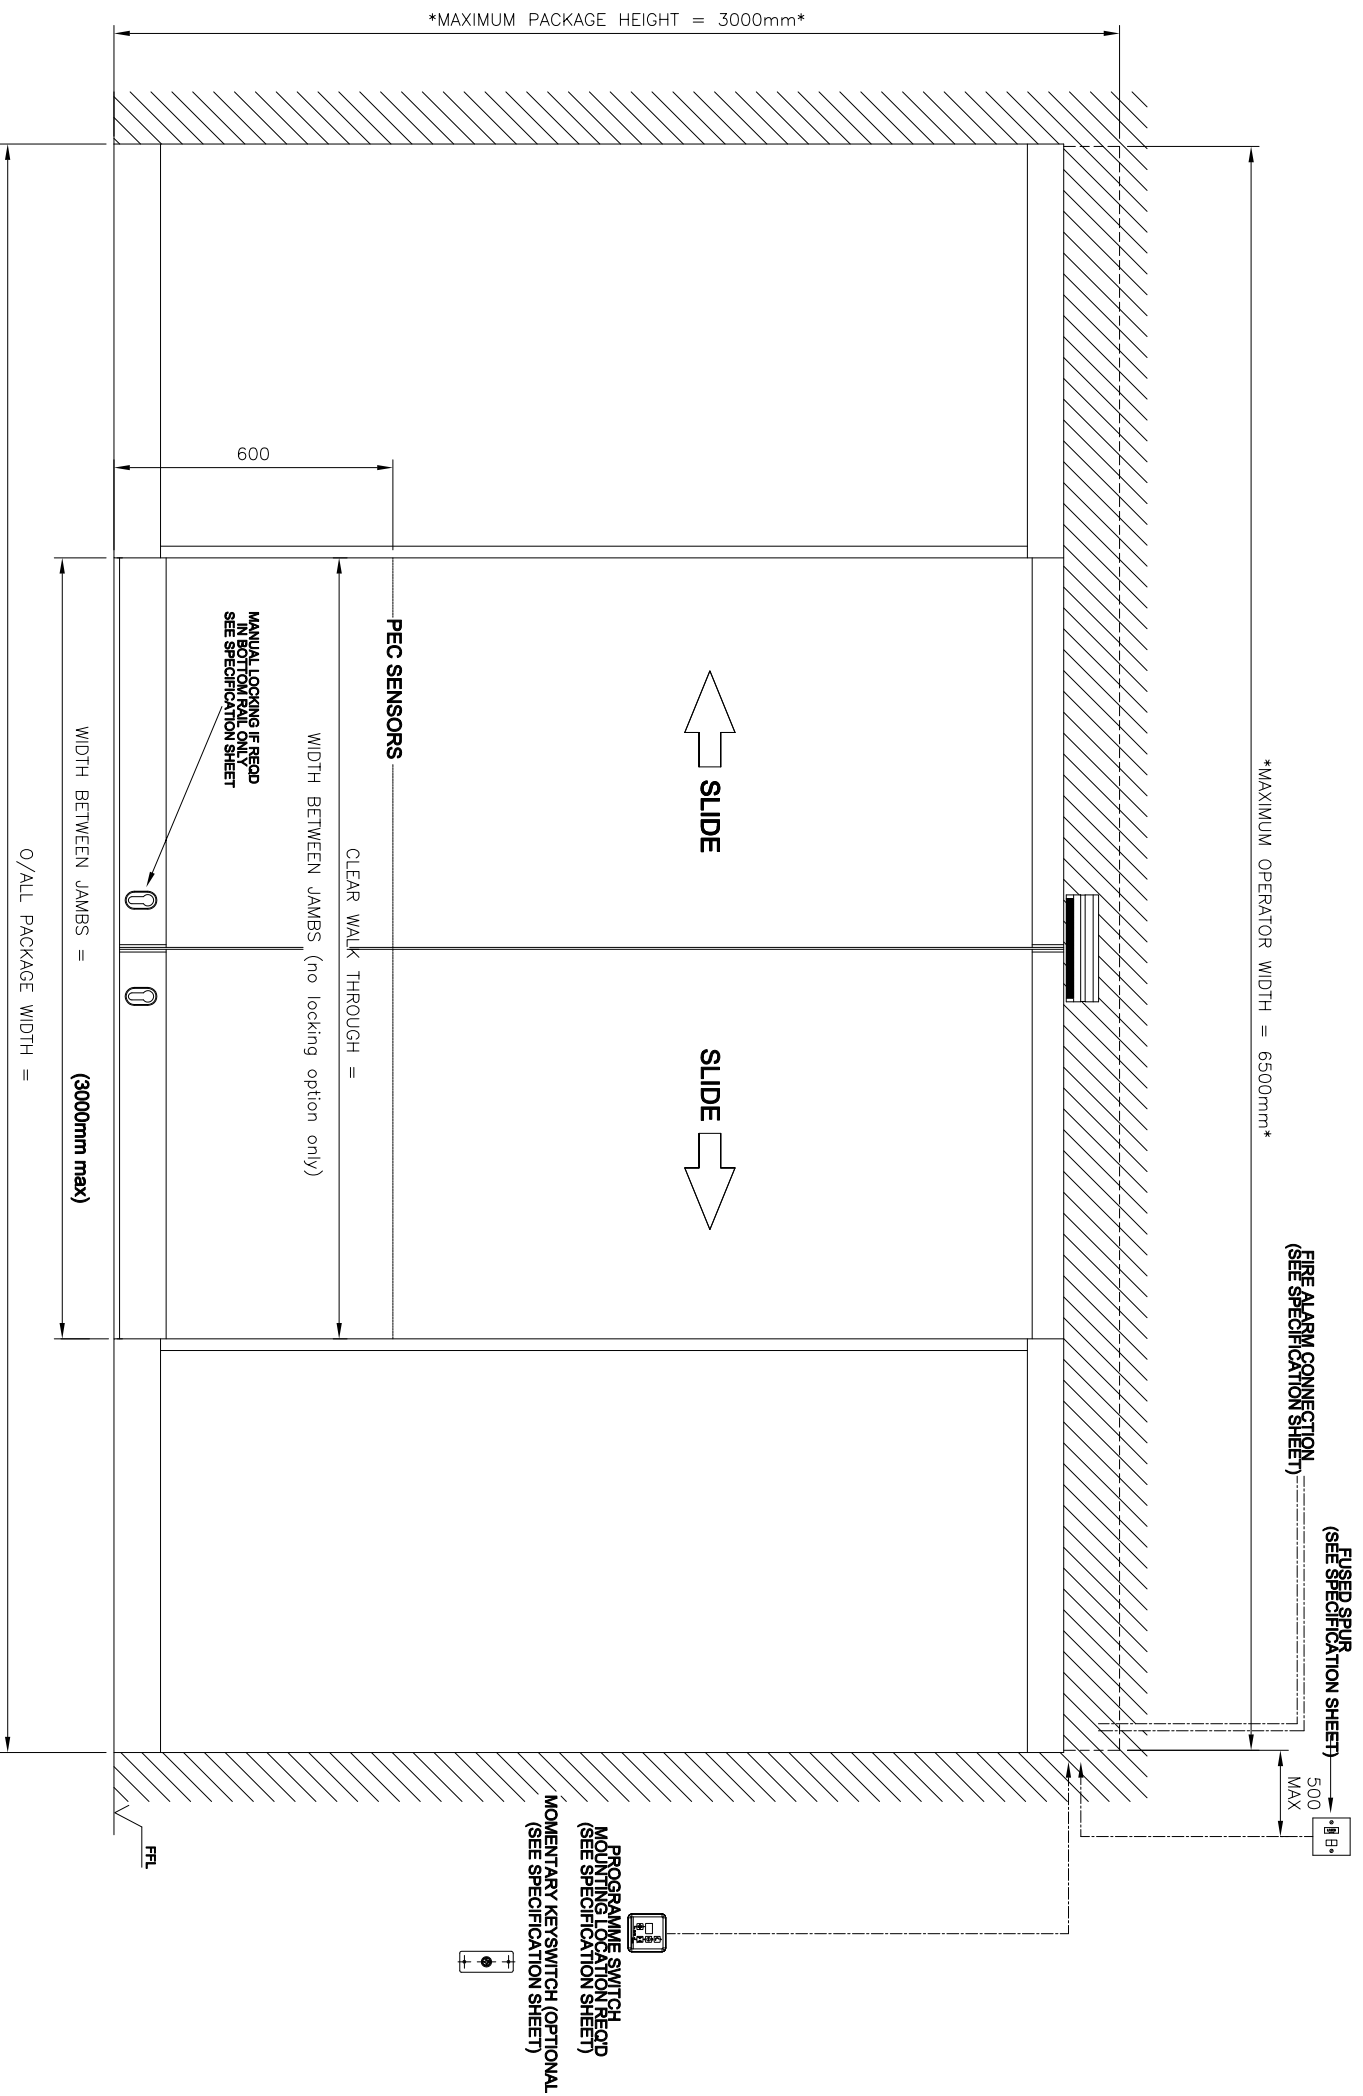 *MAXIMUM PACKAGE HEIGHT = 3000mm*
*MAXIMUM OPERATOR WIDTH = 6500mm*
FIRE ALARM CONNECTION
(SEE SPECIFICATION SHEET)
FUSED SPUR
(SEE SPECIFICATION SHEET)
500
MAX
SLIDE
SLIDE
600
PEC SENSORS
CLEAR WALK THROUGH =
WIDTH BETWEEN JAMBS (no locking option only)
MANUAL LOCKING IF REQD
IN BOTTOM RAIL ONLY
SEE SPECIFICATION SHEET
WIDTH BETWEEN JAMBS =
(3000mm max)
O/ALL PACKAGE WIDTH =
PROGRAMME SWITCH
MOUNTING LOCATION REQ'D
(SEE SPECIFICATION SHEET)
MOMENTARY KEYSWITCH (OPTIONAL
(SEE SPECIFICATION SHEET)
FFL